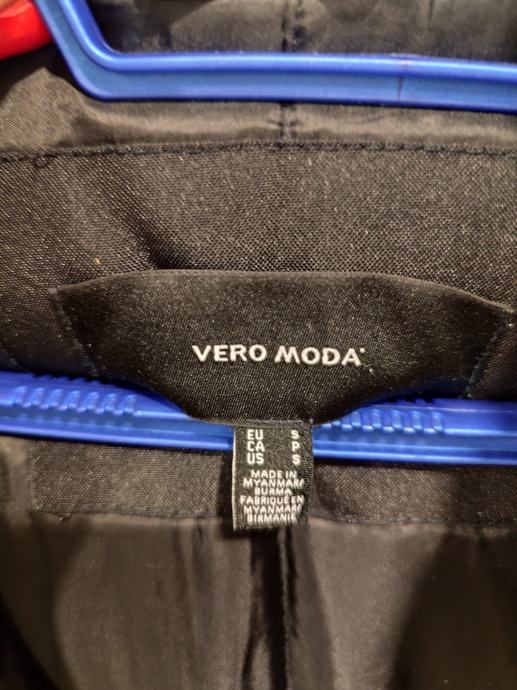 VERO MODA
EU S
CA P
US S
MADE IN
MYANMAR/
BURMA
FABRIQUÉ EN
MYANMAR/
BIRMANIE